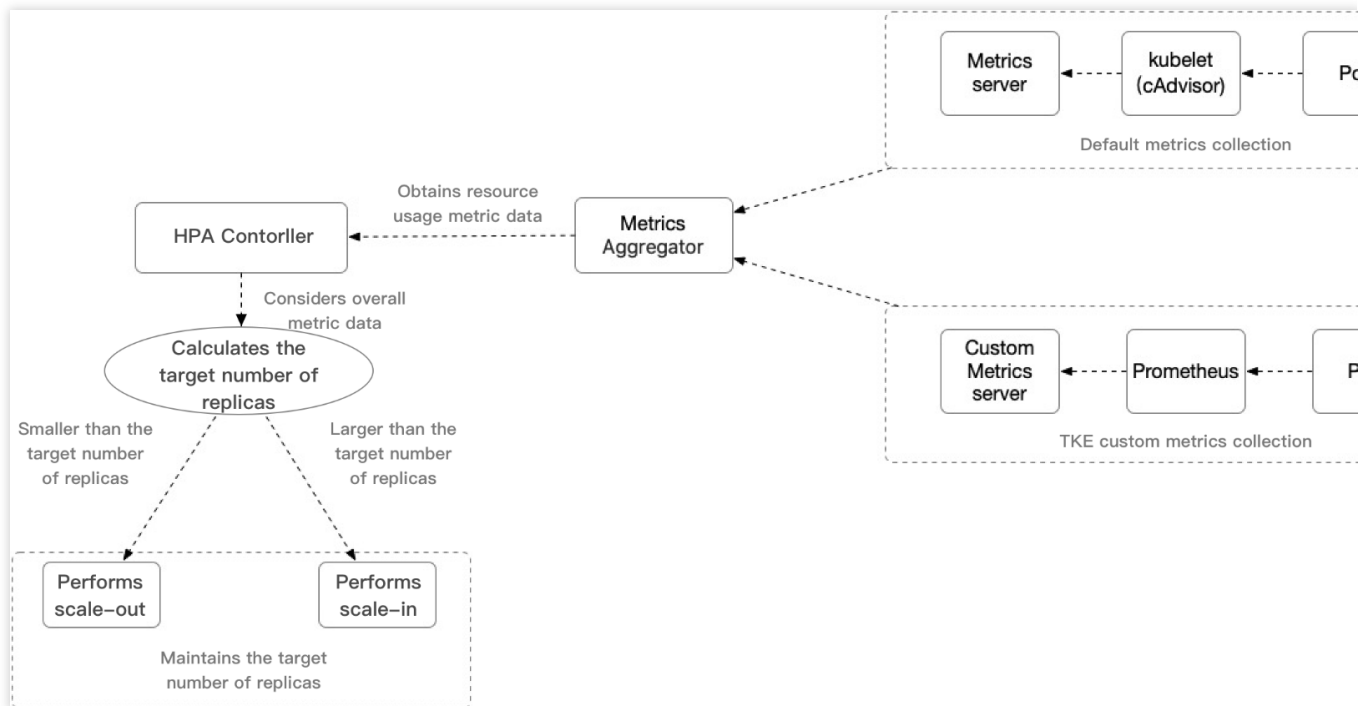 Metrics
server
kubelet
(cAdvisor)
Default metrics collection
Obtains resource
usage metric data
HPA Contorller
Metrics
Aggregator
Considers overall
metric data
Calculates the
target number of
replicas
Custom
Metrics
server
Prometheus
TKE custom metrics collection
Smaller than the
target number
of replicas
Larger than the
target number
of replicas
Performs
scale-out
Performs
scale-in
Maintains the target
number of replicas